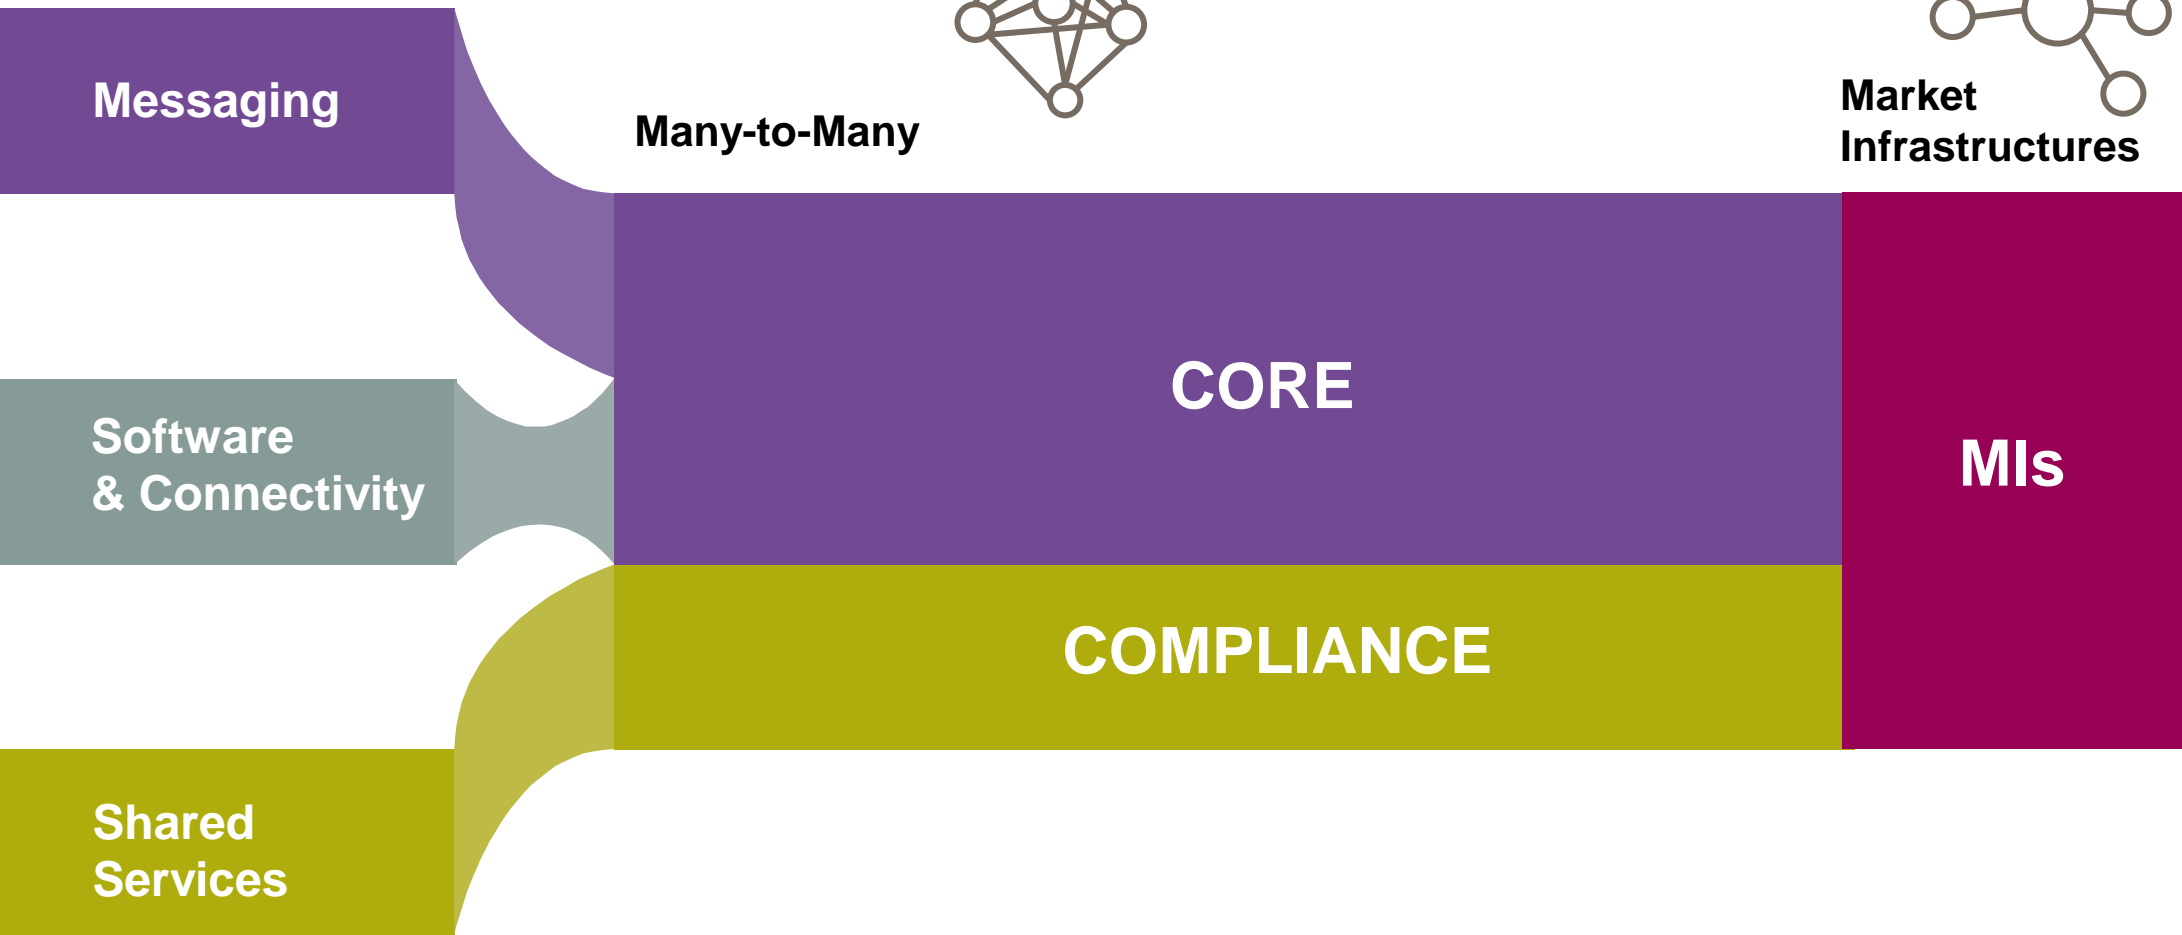 Messaging
Many-to-Many
Market
Infrastructures
CORE
Software
& Connectivity
MIs
COMPLIANCE
Shared
Services